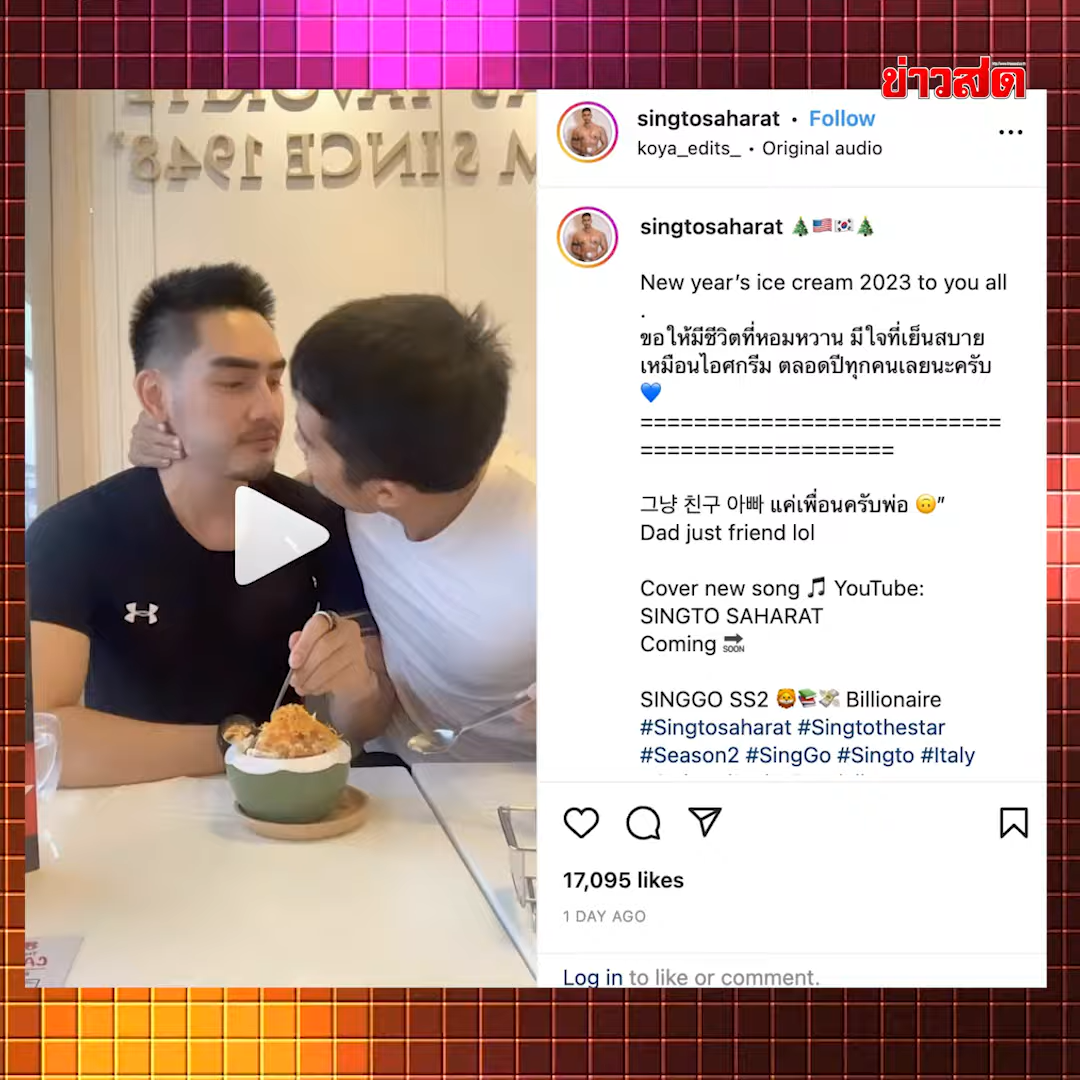 ข่าวสด
AS FAVORITE
M SINCE 1948
singtosaharat • Follow
koya_edits_ • Original audio
singtosaharat 🎄🇺🇸🇰🇷🎄
New year’s ice cream 2023 to you all
.
ขอให้มีชีวิตที่หอมหวาน มีใจที่เย็นสบาย
เหมือนไอศกรีม ตลอดปีทุกคนเลยนะครับ
💙
===========================
===================
그냥 친구 아빠 แค่เพื่อนครับพ่อ 🙃”
Dad just friend lol
Cover new song 🎵 YouTube:
SINGTO SAHARAT
Coming 🔜
SINGGO SS2 🦁📚💸 Billionaire
#Singtosaharat #Singtothestar
#Season2 #SingGo #Singto #Italy
17,095 likes
1 DAY AGO
Log in to like or comment.